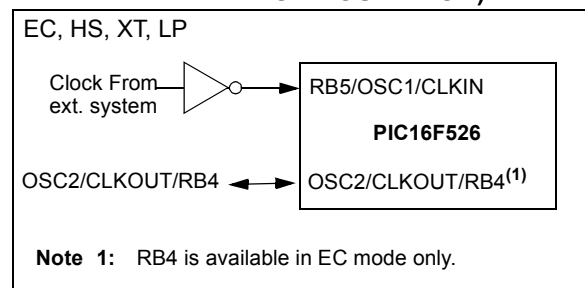 EC, HS, XT, LP
Clock From
ext. system
RB5/OSC1/CLKIN
PIC16F526
OSC2/CLKOUT/RB4
OSC2/CLKOUT/RB4(1)
Note 1: RB4 is available in EC mode only.